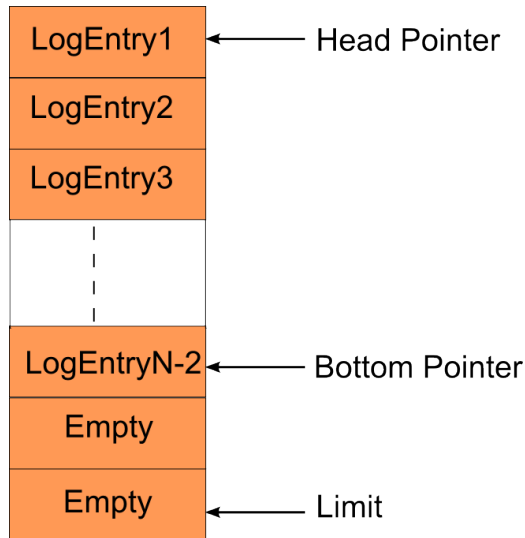 LogEntry1
Head Pointer
LogEntry2
LogEntry3
LogEntryN-2
Bottom Pointer
Empty
Empty
Limit